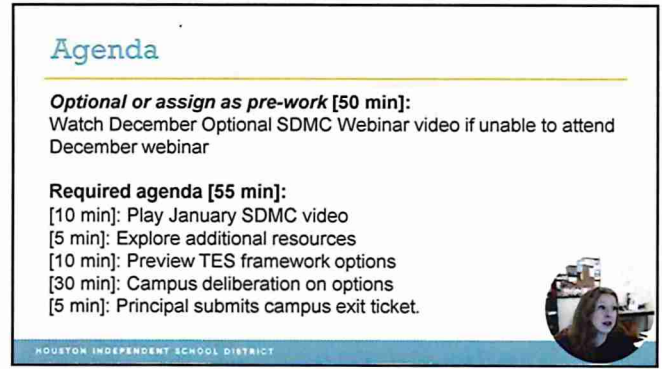 Agenda
Optional or assign as pre-work [50 min]:
Watch December Optional SDMC Webinar video if unable to attend
December webinar
Required agenda [55 min]:
[10 min]: Play January SDMC video
[5 min]: Explore additional resources
[10 min]: Preview TES framework options
[30 min]: Campus deliberation on options
[5 min]: Principal submits campus exit ticket.
HOUSTON INDEPENDENT SCHOOL DISTRICT